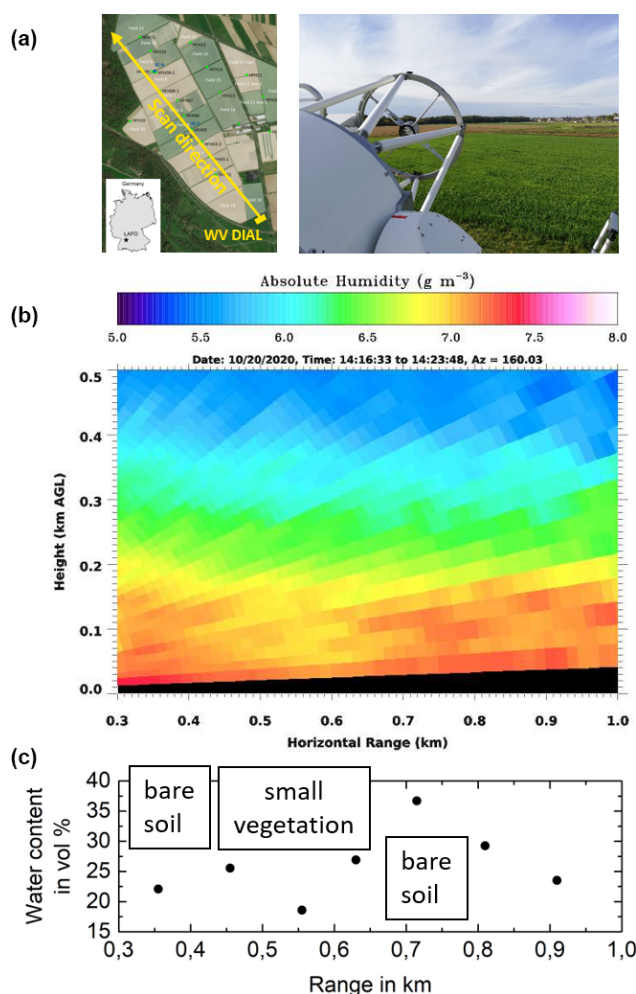 (a)
Scan direction
WV DIAL
Germany
LAFO
(b)
Absolute Humidity (g m⁻³)
5.0 5.5 6.0 6.5 7.0 7.5 8.0
Date: 10/20/2020, Time: 14:16:33 to 14:23:48, Az = 160.03
0.5
0.4
0.3
0.2
0.1
0.0
Height (km AGL)
0.3 0.4 0.5 0.6 0.7 0.8 0.9 1.0
Horizontal Range (km)
(c)
40
35
30
25
20
15
Water content
in vol %
bare
soil
small
vegetation
bare
soil
0,3 0,4 0,5 0,6 0,7 0,8 0,9 1,0
Range in km